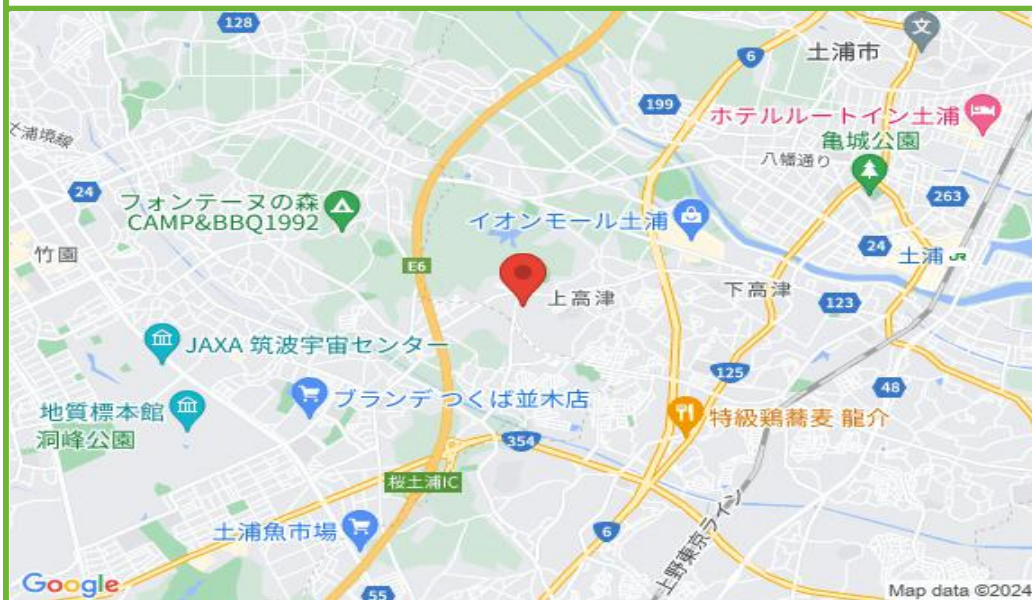 128
文
土浦市
6
199
ホテルルートイン土浦
土浦境線
亀城公園
八幡通り
24
フォンテーヌの森
CAMP&BBQ1992
263
イオンモール土浦
24
竹園
土浦 JR
E6
上高津
下高津
123
JAXA 筑波宇宙センター
125
48
ブランデ つくば並木店
地質標本館
洞峰公園
特級鶏蕎麦 龍介
354
桜土浦IC
土浦魚市場
6
上野東京ライン
55
Google
Map data ©2024